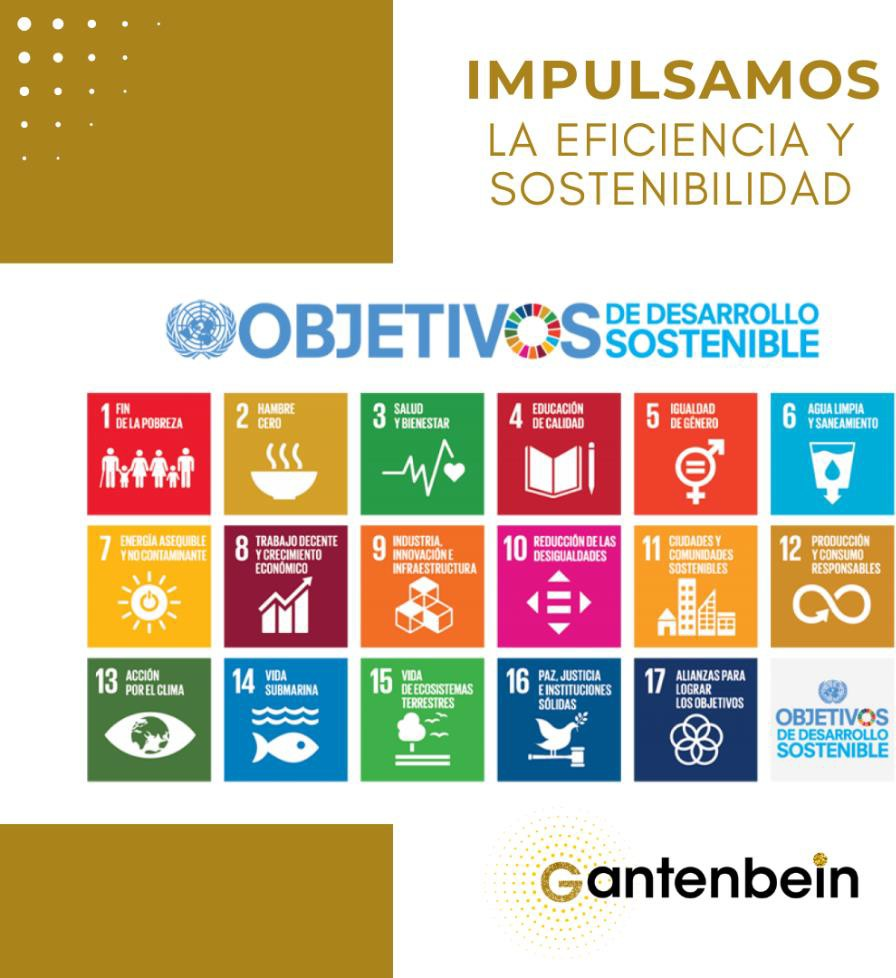 IMPULSAMOS
LA EFICIENCIA Y
SOSTENIBILIDAD
OBJETIVOS
DE DESARROLLO
SOSTENIBLE
1 FIN
DE LA POBREZA
2 HAMBRE
CERO
3 SALUD
Y BIENESTAR
4 EDUCACIÓN
DE CALIDAD
5 IGUALDAD
DE GÉNERO
6 AGUA LIMPIA
Y SANEAMIENTO
7 ENERGÍA ASEQUIBLE
Y NO CONTAMINANTE
8 TRABAJO DECENTE
Y CRECIMIENTO
ECONÓMICO
9 INDUSTRIA,
INNOVACIÓN E
INFRAESTRUCTURA
10 REDUCCIÓN DE LAS
DESIGUALDADES
11 CIUDADES Y
COMUNIDADES
SOSTENIBLES
12 PRODUCCIÓN
Y CONSUMO
RESPONSABLES
13 ACCIÓN
POR EL CLIMA
14 VIDA
SUBMARINA
15 VIDA
DE ECOSISTEMAS
TERRESTRES
16 PAZ, JUSTICIA
E INSTITUCIONES
SÓLIDAS
17 ALIANZAS PARA
LOGRAR
LOS OBJETIVOS
OBJETIVOS
DE DESARROLLO
SOSTENIBLE
Gantenbein